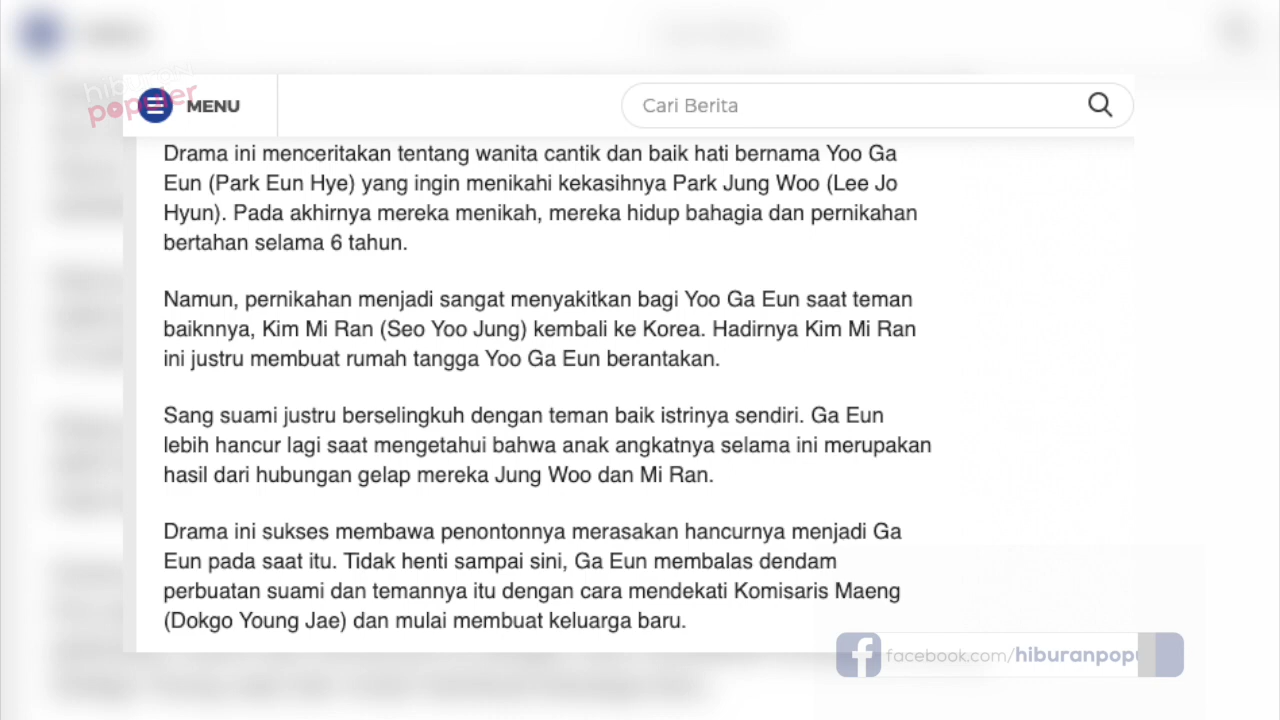 hiburan
populer
MENU
Cari Berita
Drama ini menceritakan tentang wanita cantik dan baik hati bernama Yoo Ga
Eun (Park Eun Hye) yang ingin menikahi kekasihnya Park Jung Woo (Lee Jo
Hyun). Pada akhirnya mereka menikah, mereka hidup bahagia dan pernikahan
bertahan selama 6 tahun.
Namun, pernikahan menjadi sangat menyakitkan bagi Yoo Ga Eun saat teman
baiknnya, Kim Mi Ran (Seo Yoo Jung) kembali ke Korea. Hadirnya Kim Mi Ran
ini justru membuat rumah tangga Yoo Ga Eun berantakan.
Sang suami justru berselingkuh dengan teman baik istrinya sendiri. Ga Eun
lebih hancur lagi saat mengetahui bahwa anak angkatnya selama ini merupakan
hasil dari hubungan gelap mereka Jung Woo dan Mi Ran.
Drama ini sukses membawa penontonnya merasakan hancurnya menjadi Ga
Eun pada saat itu. Tidak henti sampai sini, Ga Eun membalas dendam
perbuatan suami dan temannya itu dengan cara mendekati Komisaris Maeng
(Dokgo Young Jae) dan mulai membuat keluarga baru.
facebook.com/hiburanpopu